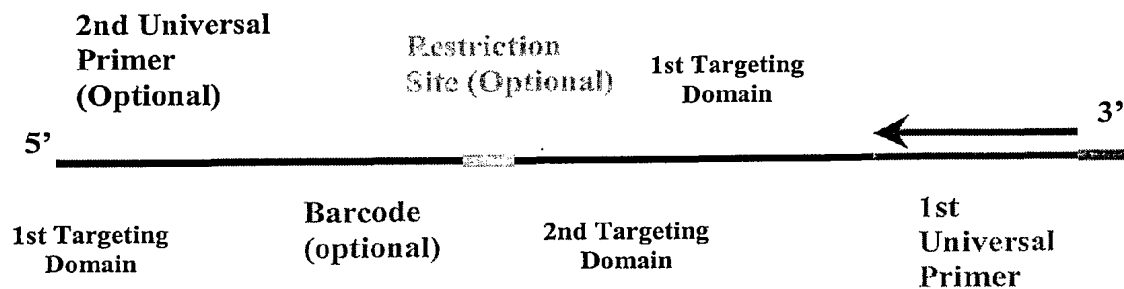 2nd Universal
Primer
(Optional)
Restriction
Site (Optional)
1st Targeting
Domain
5’
3’
1st Targeting
Domain
Barcode
(optional)
2nd Targeting
Domain
1st
Universal
Primer